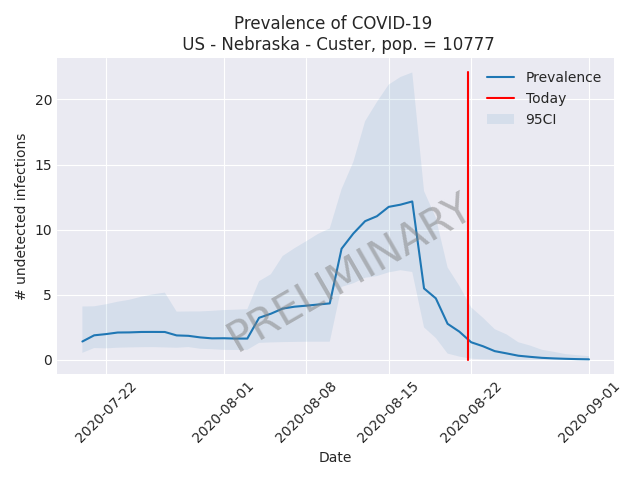 Prevalence of COVID-19
US - Nebraska - Custer, pop. = 10777
Prevalence
Today
95CI
# undetected infections
20
15
10
5
0
PRELIMINARY
2020-07-22
2020-08-01
2020-08-08
2020-08-15
2020-08-22
2020-09-01
Date